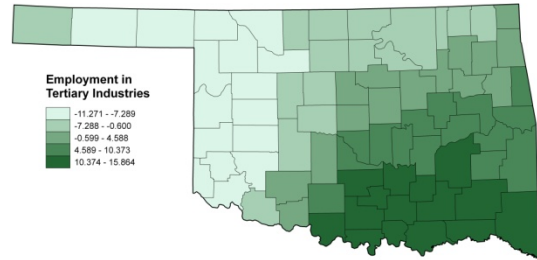 Employment in
Tertiary Industries
-11.271 - -7.289
-7.288 - -0.600
-0.599 - 4.588
4.589 - 10.373
10.374 - 15.864